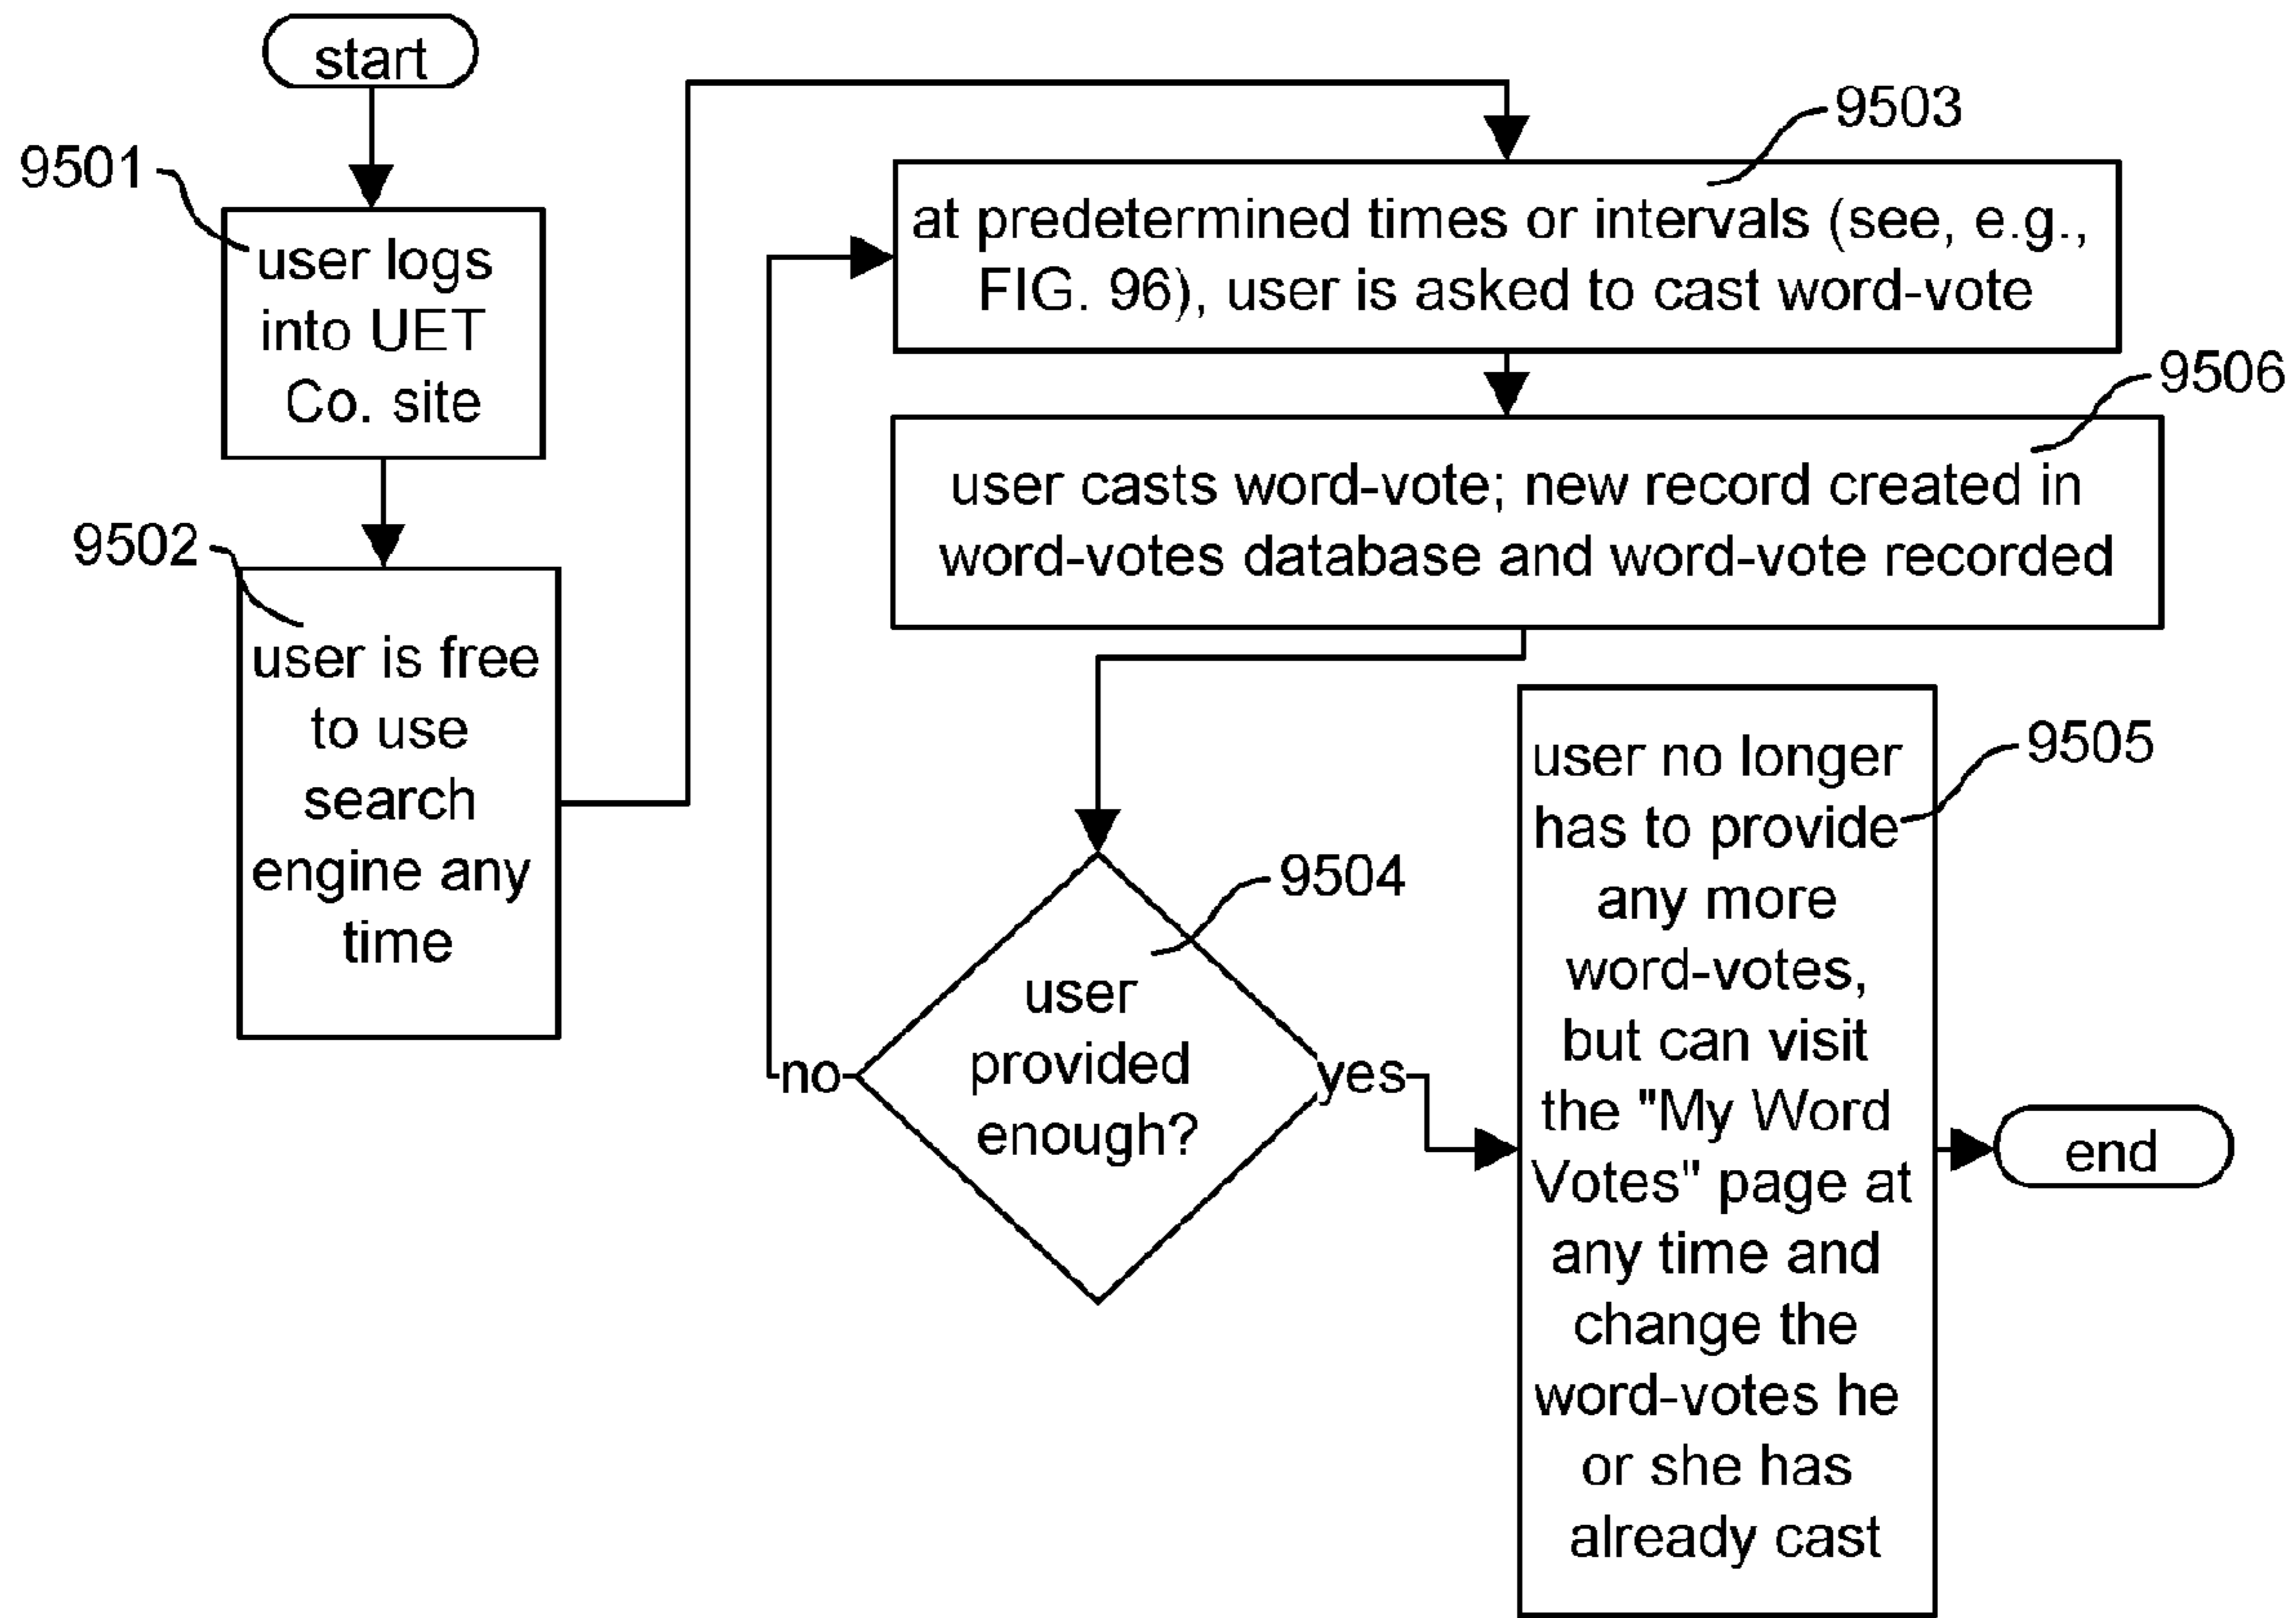 start
9501
user logs
into UET
Co. site
9502
user is free
to use
search
engine any
time
9503
at predetermined times or intervals (see, e.g.,
FIG. 96), user is asked to cast word-vote
9506
user casts word-vote; new record created in
word-votes database and word-vote recorded
9504
user
provided
enough?
no
yes
9505
user no longer
has to provide
any more
word-votes,
but can visit
the "My Word
Votes" page at
any time and
change the
word-votes he
or she has
already cast
end